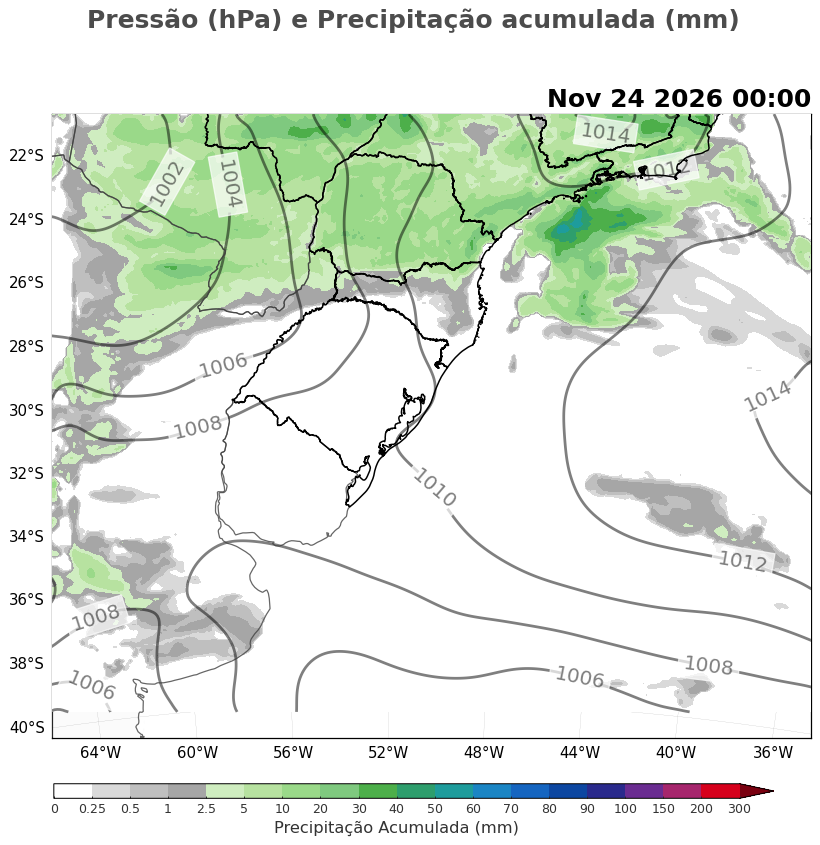 Pressão (hPa) e Precipitação acumulada (mm)
Nov 24 2026 00:00
1014
1002
1004
22°S
24°S
26°S
28°S
1006
1014
30°S
1008
32°S
1010
34°S
1012
36°S
1008
38°S
1008
1006
1006
40°S
64°W 60°W 56°W 52°W 48°W 44°W 40°W 36°W
0 0.25 0.5 1 2.5 5 10 20 30 40 50 60 70 80 90 100 150 200 300
Precipitação Acumulada (mm)